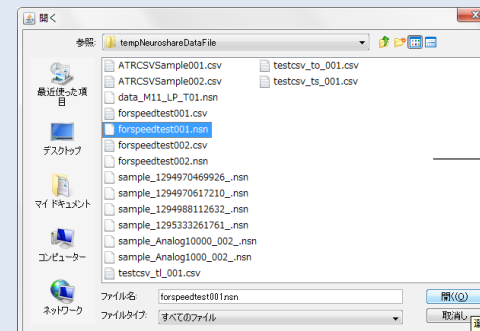 開く
参照: tempNeuroshareDataFile
最近使った項目
デスクトップ
マイ ドキュメント
コンピューター
ネットワーク
ATRCSVSample001.csv
ATRCSVSample002.csv
data_M11_LP_T01.nsn
forspeedtest001.csv
forspeedtest001.nsn
forspeedtest002.csv
forspeedtest002.nsn
sample_1294970469926_.nsn
sample_1294970617210_.nsn
sample_1294988112632_.nsn
sample_1295333261761_.nsn
sample_Analog10000_002_.nsn
sample_Analog1000_002_.nsn
testcsv_tl_001.csv
testcsv_to_001.csv
testcsv_ts_001.csv
ファイル名: forspeedtest001.nsn
開く(O)
ファイルタイプ: すべてのファイル
取消し